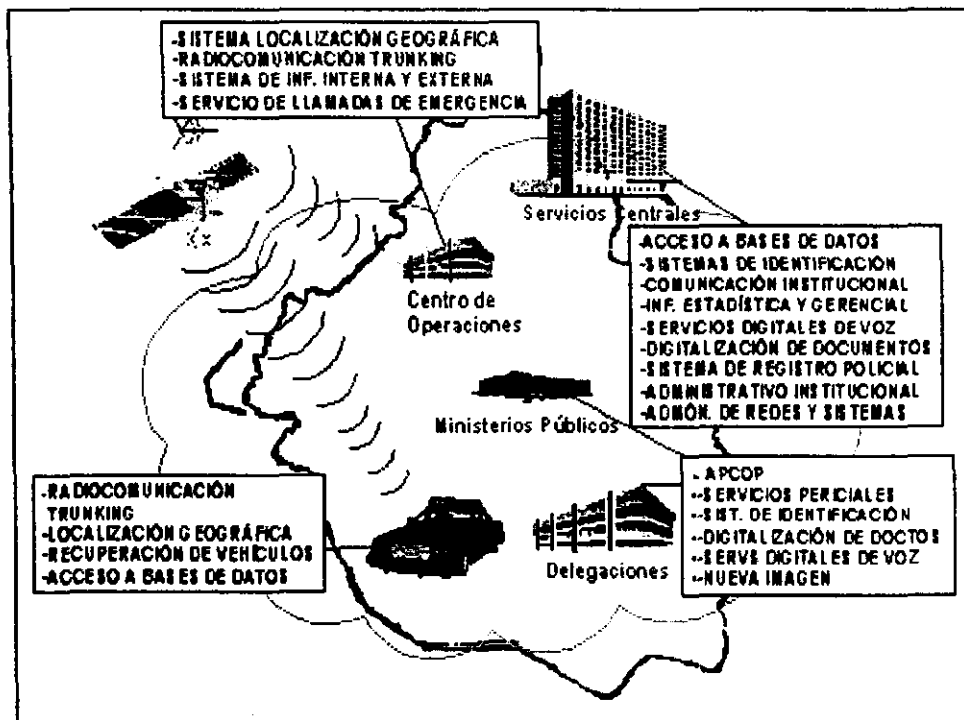 -SISTEMA LOCALIZACIÓN GEOGRÁFICA
-RADIOCOMUNICACIÓN TRUNKING
-SISTEMA DE INF. INTERNA Y EXTERNA
-SERVICIO DE LLAMADAS DE EMERGENCIA
Servicios Centrales
-ACCESO A BASES DE DATOS
-SISTEMAS DE IDENTIFICACIÓN
-COMUNICACIÓN INSTITUCIONAL
-INF. ESTADÍSTICA Y GERENCIAL
-SERVICIOS DIGITALES DE VOZ
-DIGITALIZACIÓN DE DOCUMENTOS
-SISTEMA DE REGISTRO POLICIAL
-ADMINISTRATIVO INSTITUCIONAL
-ADMÓN. DE REDES Y SISTEMAS
Centro de
Operaciones
Ministerios Públicos
-RADIOCOMUNICACIÓN
TRUNKING
-LOCALIZACIÓN GEOGRÁFICA
-RECUPERACIÓN DE VEHÍCULOS
-ACCESO A BASES DE DATOS
Delegaciones
- APCOP
--SERVICIOS PERICIALES
--SIST. DE IDENTIFICACIÓN
--DIGITALIZACIÓN DE DOCTOS
--SERVS DIGITALES DE VOZ
--NUEVA IMAGEN